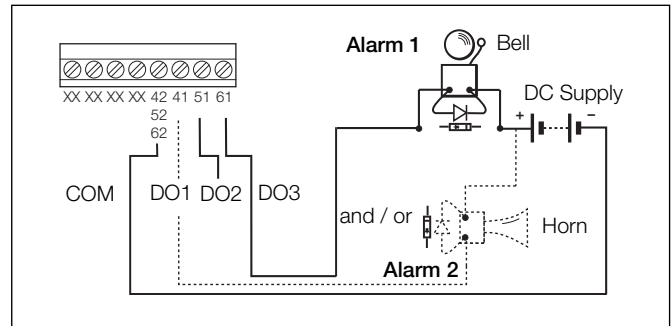 Alarm 1
Bell
XX XX XX XX 42 41 51 61
52
62
DC Supply
+ −
COM DO1 DO2 DO3
and / or
Horn
Alarm 2